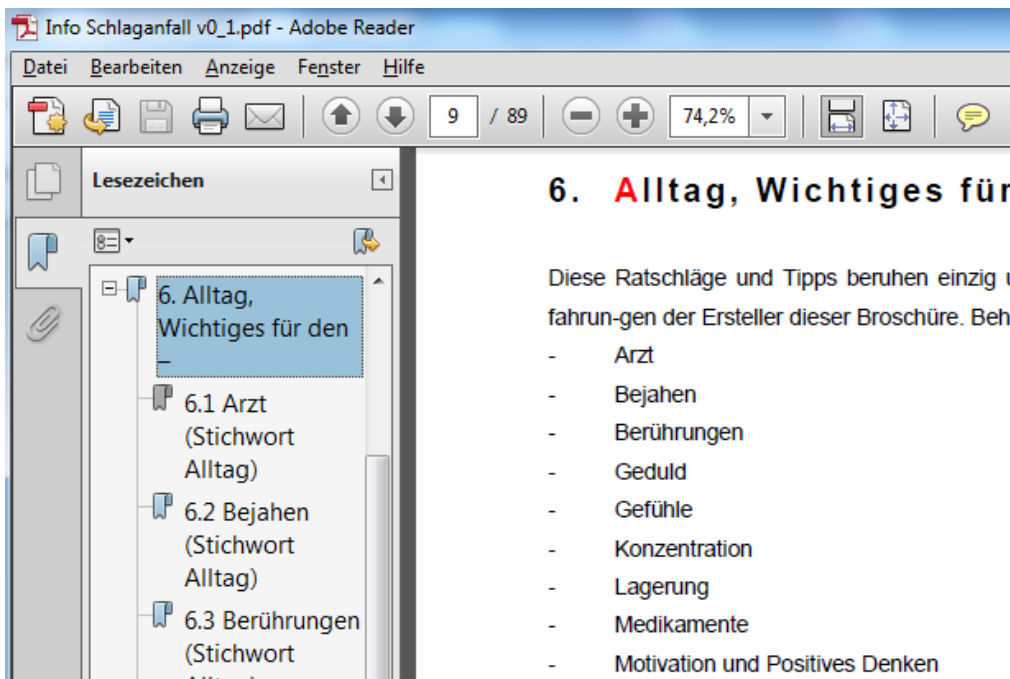 Info Schlaganfall v0_1.pdf - Adobe Reader
Datei Bearbeiten Anzeige Fenster Hilfe
9 / 89 74,2%
Lesezeichen
6. Alltag,
Wichtiges für den
–
6.1 Arzt
(Stichwort
Alltag)
6.2 Bejahen
(Stichwort
Alltag)
6.3 Berührungen
(Stichwort
6. Alltag, Wichtiges für
Diese Ratschläge und Tipps beruhen einzig
fahrun-gen der Ersteller dieser Broschüre. Beh
- Arzt
- Bejahen
- Berührungen
- Geduld
- Gefühle
- Konzentration
- Lagerung
- Medikamente
- Motivation und Positives Denken